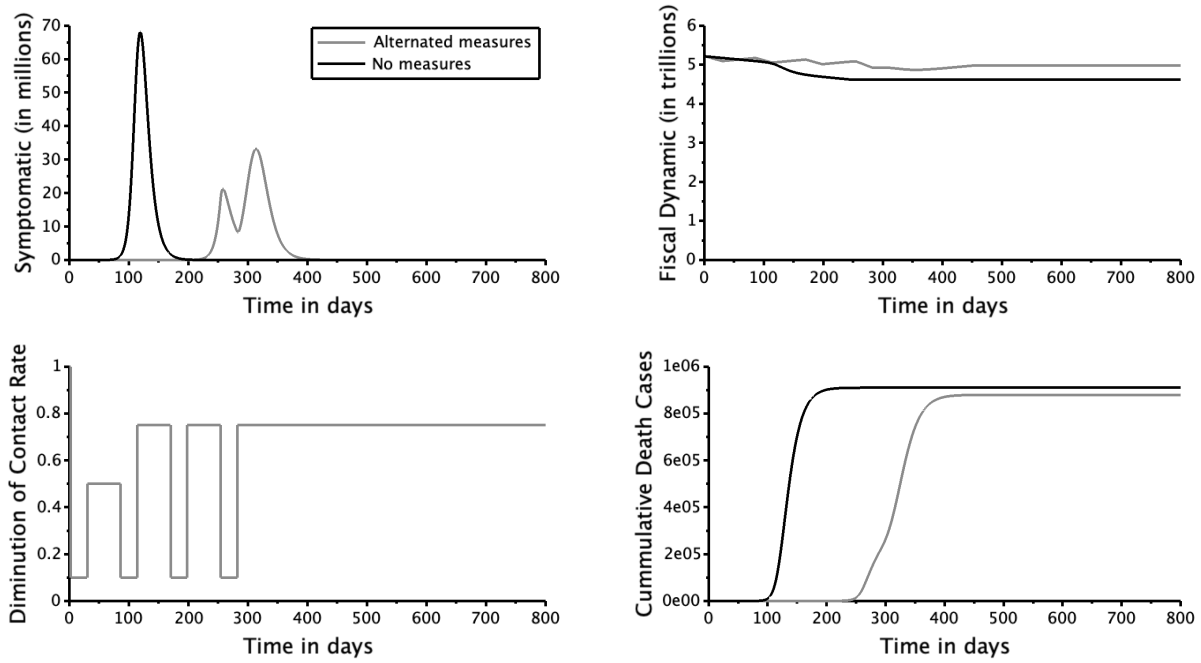 Symptomatic (in millions)
70
60
50
40
30
20
10
0
0 100 200 300 400 500 600 700 800
Time in days
Alternated measures
No measures
Fiscal Dynamic (in trillions)
6
5
4
3
2
1
0
0 100 200 300 400 500 600 700 800
Time in days
Diminution of Contact Rate
1
0.8
0.6
0.4
0.2
0
0 100 200 300 400 500 600 700 800
Time in days
Cummulative Death Cases
1e06
8e05
6e05
4e05
2e05
0e00
0 100 200 300 400 500 600 700 800
Time in days